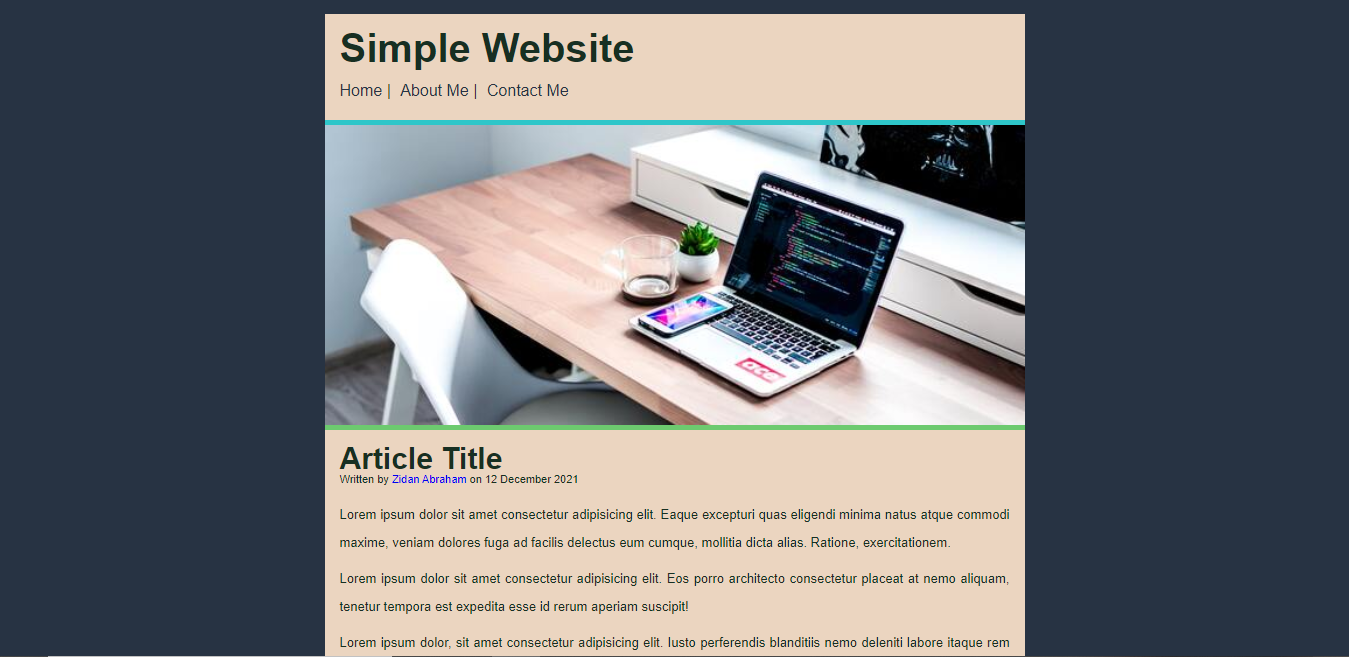 Simple Website
Home | About Me | Contact Me
acer
Article Title
Written by Zidan Abraham on 12 December 2021
Lorem ipsum dolor sit amet consectetur adipisicing elit. Eaque excepturi quas eligendi minima natus atque commodi
maxime, veniam dolores fuga ad facilis delectus eum cumque, mollitia dicta alias. Ratione, exercitationem.
Lorem ipsum dolor sit amet consectetur adipisicing elit. Eos porro architecto consectetur placeat at nemo aliquam,
tenetur tempora est expedita esse id rerum aperiam suscipit!
Lorem ipsum dolor, sit amet consectetur adipisicing elit. Iusto perferendis blanditiis nemo deleniti labore itaque rem